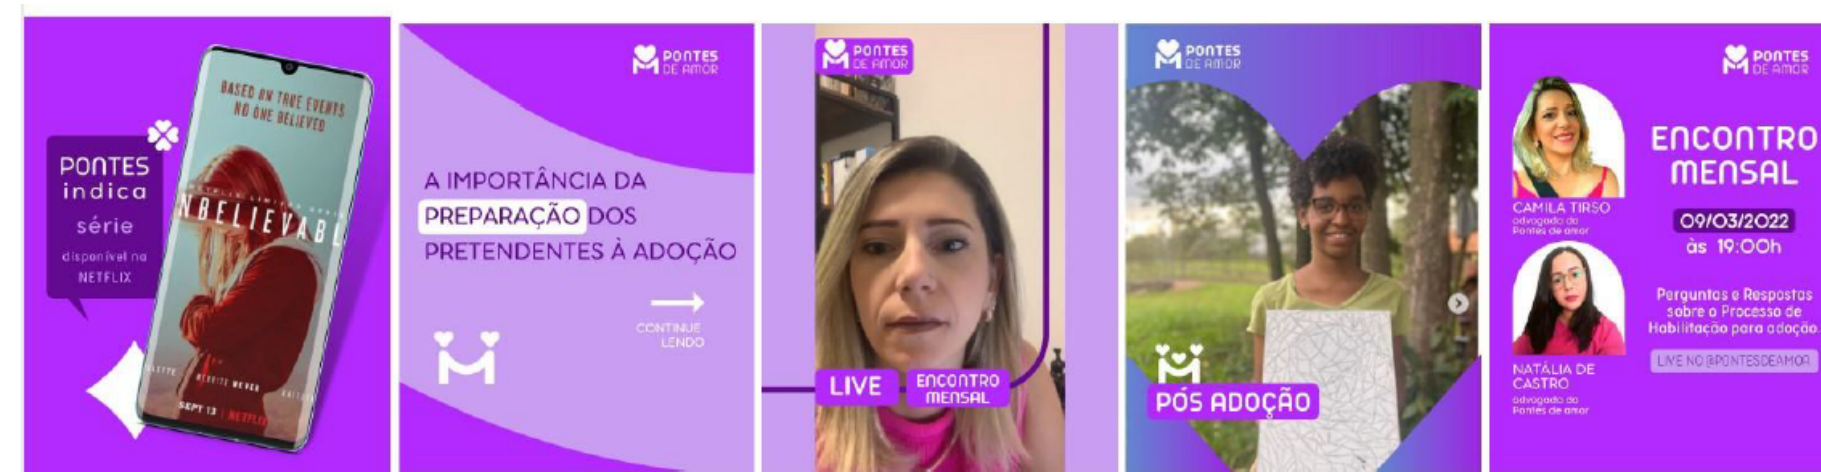 PONTES
indica
série
disponível na
NETFLIX
BASED ON TRUE EVENTS
NO ONE BELIEVED
NBELIEVABL
MERRITT WEVER
SEPT 13 | NETFLIX
PONTES
DE AMOR
A IMPORTÂNCIA DA
PREPARAÇÃO DOS
PRETENDENTES À ADOÇÃO
CONTINUE
LENDO
PONTES
DE AMOR
LIVE
ENCONTRO
MENSAL
PONTES
DE AMOR
PÓS ADOÇÃO
PONTES
DE AMOR
ENCONTRO
MENSAL
09/03/2022
às 19:00h
Perguntas e Respostas
sobre o Processo de
Habilitação para adoção.
LIVE NO @PONTESDEAMOR
CAMILA TIRSO
advogada da
Pontes de amor
NATÁLIA DE
CASTRO
advogada da
Pontes de amor